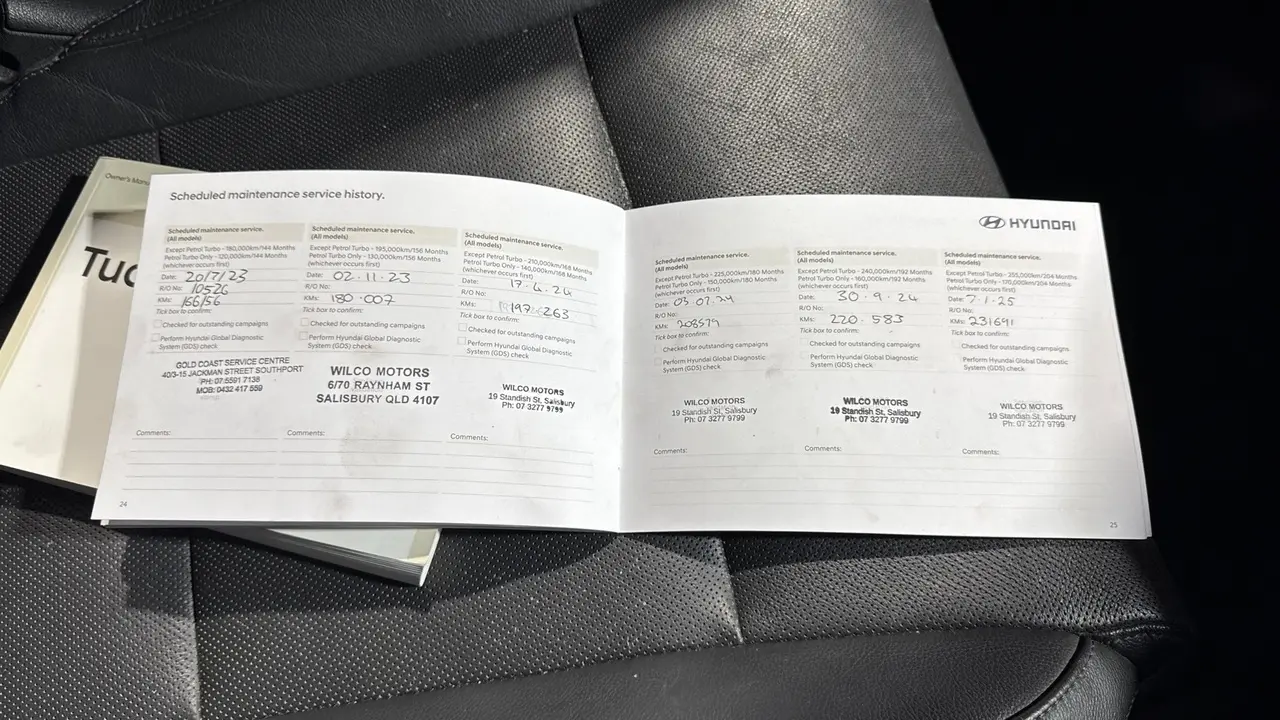 Owner's Manu
Tuc
Scheduled maintenance service history.
Scheduled maintenance service.
(All models)
Except Petrol Turbo - 180,000km/144 Months
Petrol Turbo Only - 120,000km/144 Months
(whichever occurs first)
Date: 20/7/23
R/O No: 10526
KMs: 166156
Tick box to confirm:
Checked for outstanding campaigns
Perform Hyundai Global Diagnostic
System (GDS) check
GOLD COAST SERVICE CENTRE
40/3-15 JACKMAN STREET SOUTHPORT
PH: 07:5591 7138
MOB: 0432 417 559
Comments:
24
Scheduled maintenance service.
(All models)
Except Petrol Turbo - 195,000km/156 Months
Petrol Turbo Only - 130,000km/156 Months
(whichever occurs first)
Date: 02.11.23
R/O No:
KMs: 180.007
Tick box to confirm:
Checked for outstanding campaigns
Perform Hyundai Global Diagnostic
System (GDS) check
WILCO MOTORS
6/70 RAYNHAM ST
SALISBURY QLD 4107
Comments:
Scheduled maintenance service.
(All models)
Except Petrol Turbo - 210,000km/168 Months
Petrol Turbo Only - 140,000km/168 Months
(whichever occurs first)
Date: 17.4.24
R/O No:
KMs: 197263
Tick box to confirm:
Checked for outstanding campaigns
Perform Hyundai Global Diagnostic
System (GDS) check
WILCO MOTORS
19 Standish St, Salisbury
Ph: 07 3277 9799
Comments:
HYUNDAI
Scheduled maintenance service.
(All models)
Except Petrol Turbo - 225,000km/180 Months
Petrol Turbo Only - 150,000km/180 Months
(whichever occurs first)
Date: 03.07.24
R/O No:
KMs: 208579
Tick box to confirm:
Checked for outstanding campaigns
Perform Hyundai Global Diagnostic
System (GDS) check
WILCO MOTORS
19 Standish St, Salisbury
Ph: 07 3277 9799
Comments:
Scheduled maintenance service.
(All models)
Except Petrol Turbo - 240,000km/192 Months
Petrol Turbo Only - 160,000km/192 Months
(whichever occurs first)
Date: 30.9.24
R/O No:
KMs: 220.583
Tick box to confirm:
Checked for outstanding campaigns
Perform Hyundai Global Diagnostic
System (GDS) check
WILCO MOTORS
19 Standish St, Salisbury
Ph: 07 3277 9799
Comments:
Scheduled maintenance service.
(All models)
Except Petrol Turbo - 255,000km/204 Months
Petrol Turbo Only - 170,000km/204 Months
(whichever occurs first)
Date: 7.1.25
R/O No:
KMs: 231691
Tick box to confirm:
Checked for outstanding campaigns
Perform Hyundai Global Diagnostic
System (GDS) check
WILCO MOTORS
19 Standish St, Salisbury
Ph: 07 3277 9799
Comments:
25